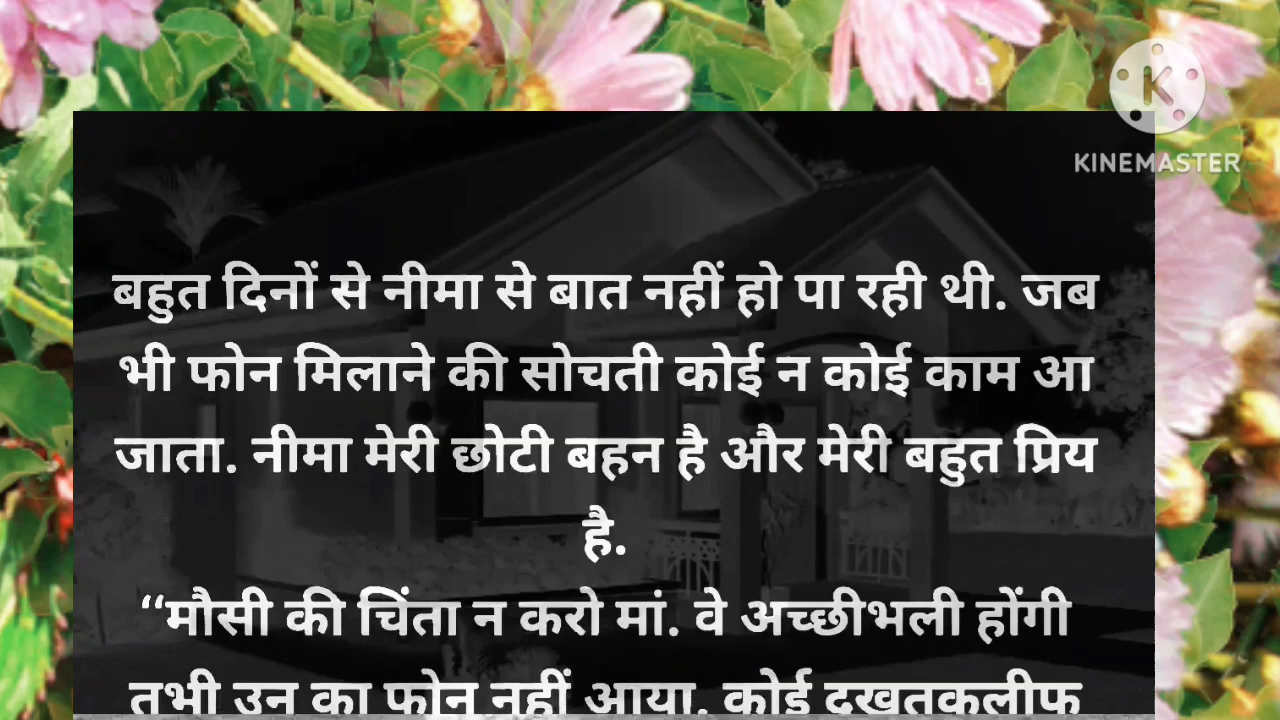 K
KINEMASTER
बहुत दिनों से नीमा से बात नहीं हो पा रही थी. जब
भी फोन मिलाने की सोचती कोई न कोई काम आ
जाता. नीमा मेरी छोटी बहन है और मेरी बहुत प्रिय
है.
‘‘मौसी की चिंता न करो मां. वे अच्छीभली होंगी
तभी उन का फोन नहीं आया. कोई दुखतकलीफ